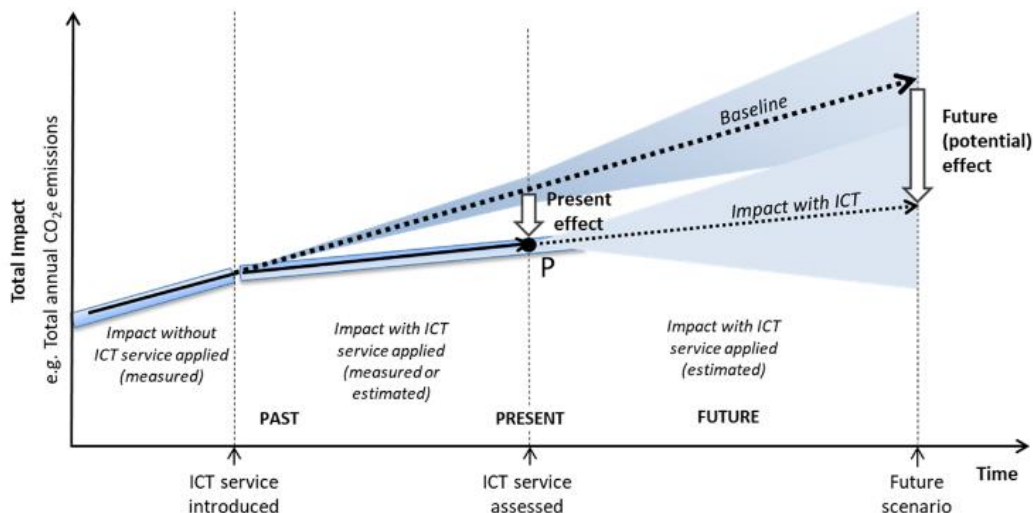 Total Impact
e.g. Total annual CO₂e emissions
Baseline
Future
(potential)
effect
Present
effect
Impact with ICT
P
Impact without
ICT service applied
(measured)
Impact with ICT
service applied
(measured or
estimated)
Impact with ICT
service applied
(estimated)
PAST
PRESENT
FUTURE
Time
ICT service
introduced
ICT service
assessed
Future
scenario